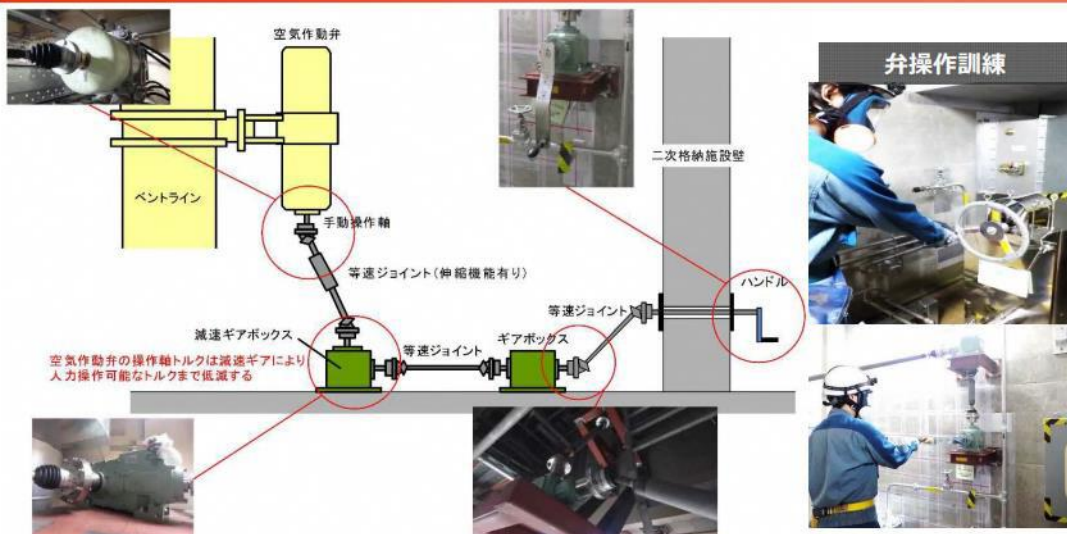 空気作動弁
弁操作訓練
二次格納施設壁
ベントライン
手動操作軸
等速ジョイント(伸縮機能有り)
ハンドル
等速ジョイント
減速ギアボックス
等速ジョイント
ギアボックス
空気作動弁の操作軸トルクは減速ギアにより
人力操作可能なトルクまで低減する